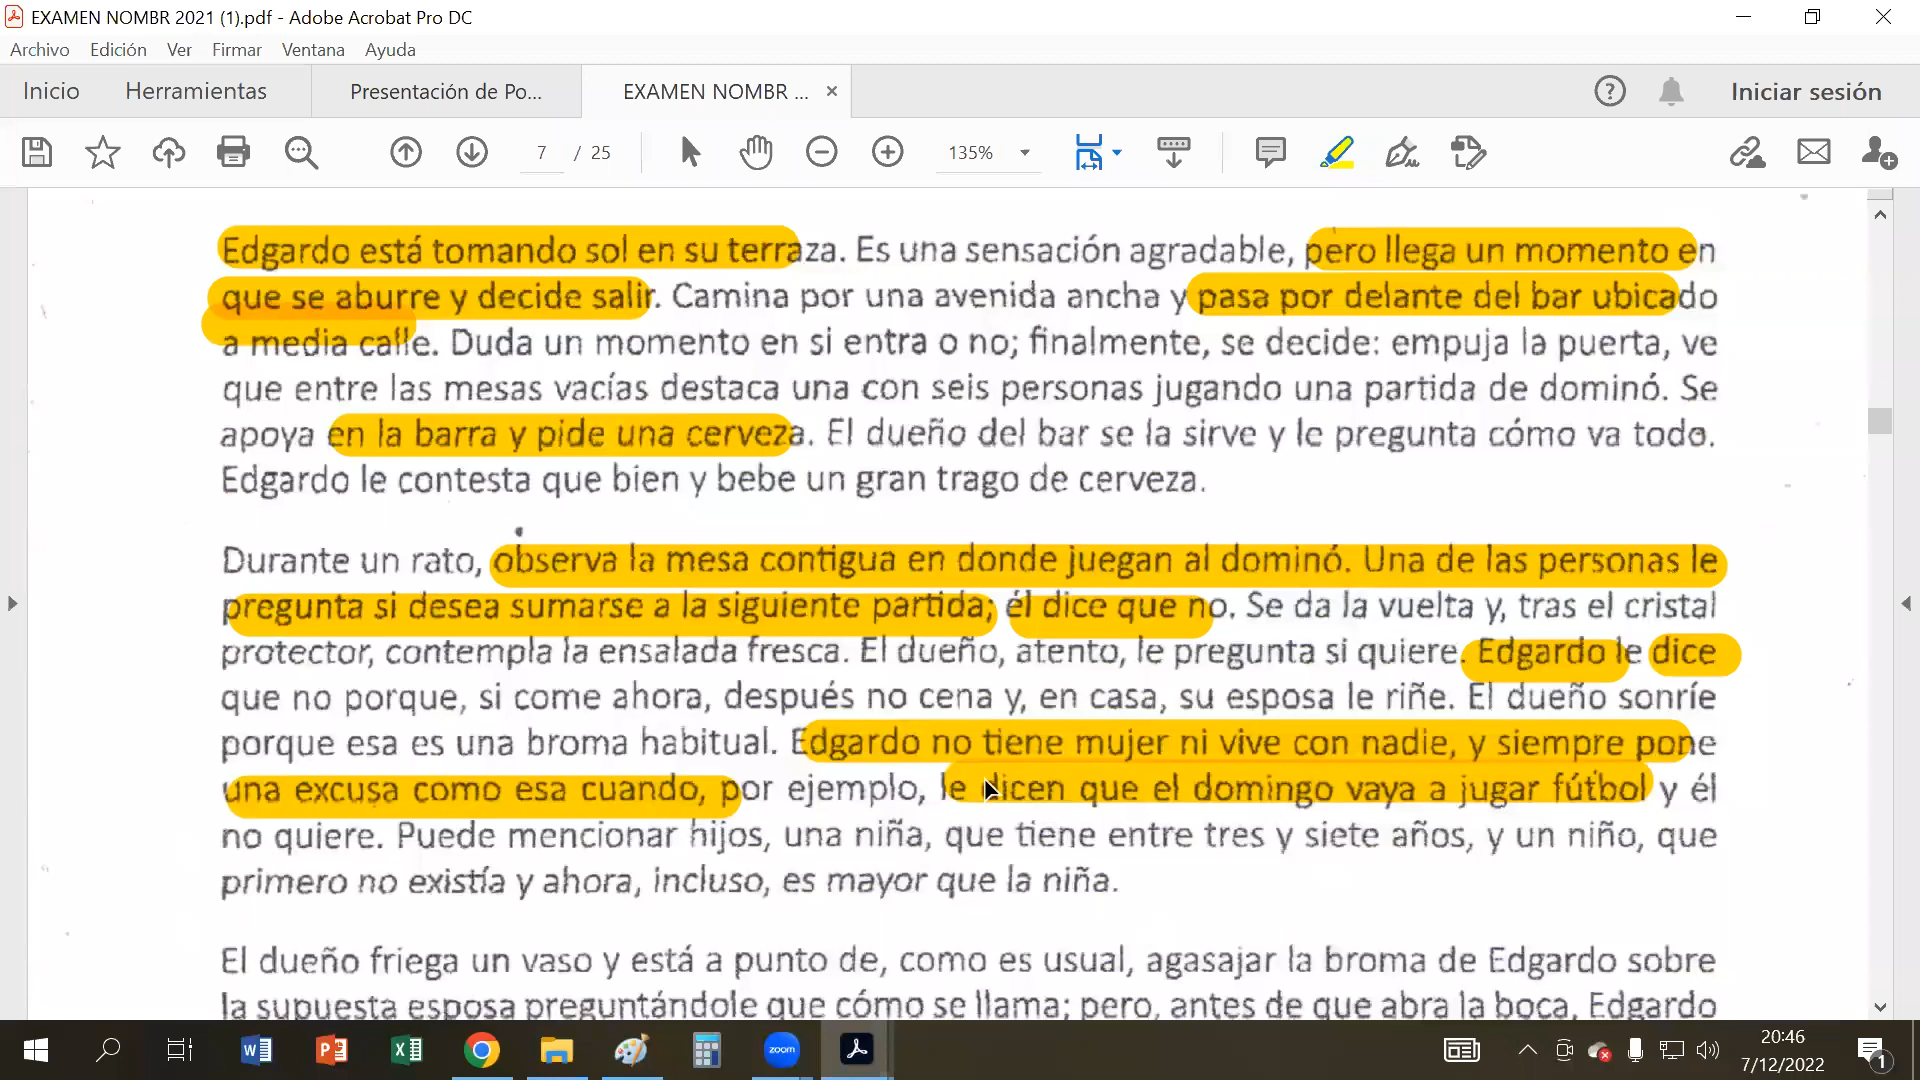 EXAMEN NOMBR 2021 (1).pdf - Adobe Acrobat Pro DC
Archivo Edición Ver Firmar Ventana Ayuda
Inicio Herramientas Presentación de Po... EXAMEN NOMBR ... × Iniciar sesión
7 / 25 135%
Edgardo está tomando sol en su terraza. Es una sensación agradable, pero llega un momento en
que se aburre y decide salir. Camina por una avenida ancha y pasa por delante del bar ubicado
a media calle. Duda un momento en si entra o no; finalmente, se decide: empuja la puerta, ve
que entre las mesas vacías destaca una con seis personas jugando una partida de dominó. Se
apoya en la barra y pide una cerveza. El dueño del bar se la sirve y le pregunta cómo va todo.
Edgardo le contesta que bien y bebe un gran trago de cerveza.
Durante un rato, observa la mesa contigua en donde juegan al dominó. Una de las personas le
pregunta si desea sumarse a la siguiente partida; él dice que no. Se da la vuelta y, tras el cristal
protector, contempla la ensalada fresca. El dueño, atento, le pregunta si quiere. Edgardo le dice
que no porque, si come ahora, después no cena y, en casa, su esposa le riñe. El dueño sonríe
porque esa es una broma habitual. Edgardo no tiene mujer ni vive con nadie, y siempre pone
una excusa como esa cuando, por ejemplo, le dicen que el domingo vaya a jugar fútbol y él
no quiere. Puede mencionar hijos, una niña, que tiene entre tres y siete años, y un niño, que
primero no existía y ahora, incluso, es mayor que la niña.
El dueño friega un vaso y está a punto de, como es usual, agasajar la broma de Edgardo sobre
la supuesta esposa preguntándole que cómo se llama; pero, antes de que abra la boca, Edgardo
zoom
20:46
7/12/2022
1